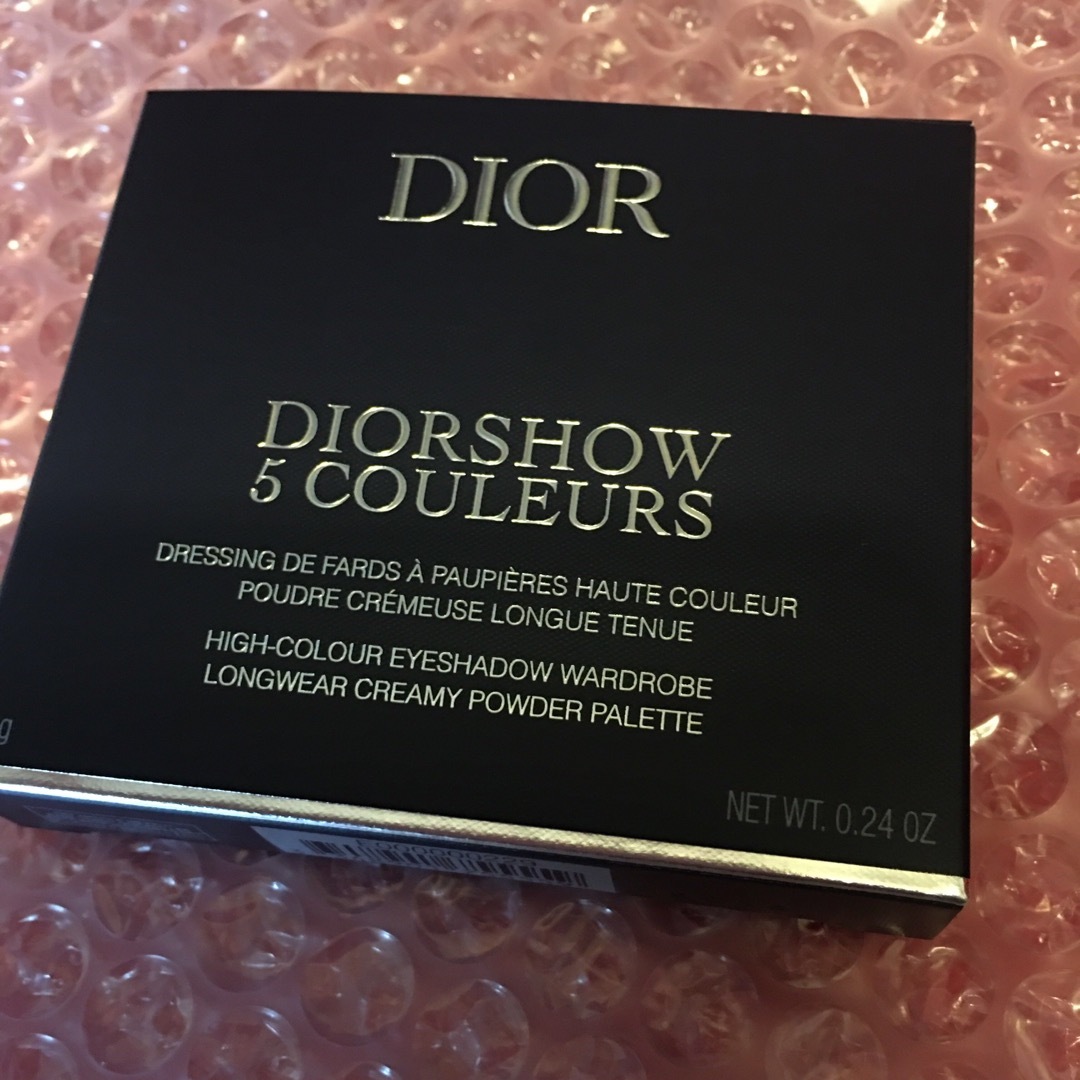 DIOR
DIORSHOW
5 COULEURS
DRESSING DE FARDS À PAUPIÈRES HAUTE COULEUR
POUDRE CRÉMEUSE LONGUE TENUE
HIGH-COLOUR EYESHADOW WARDROBE
LONGWEAR CREAMY POWDER PALETTE
g
NET WT. 0.24 OZ